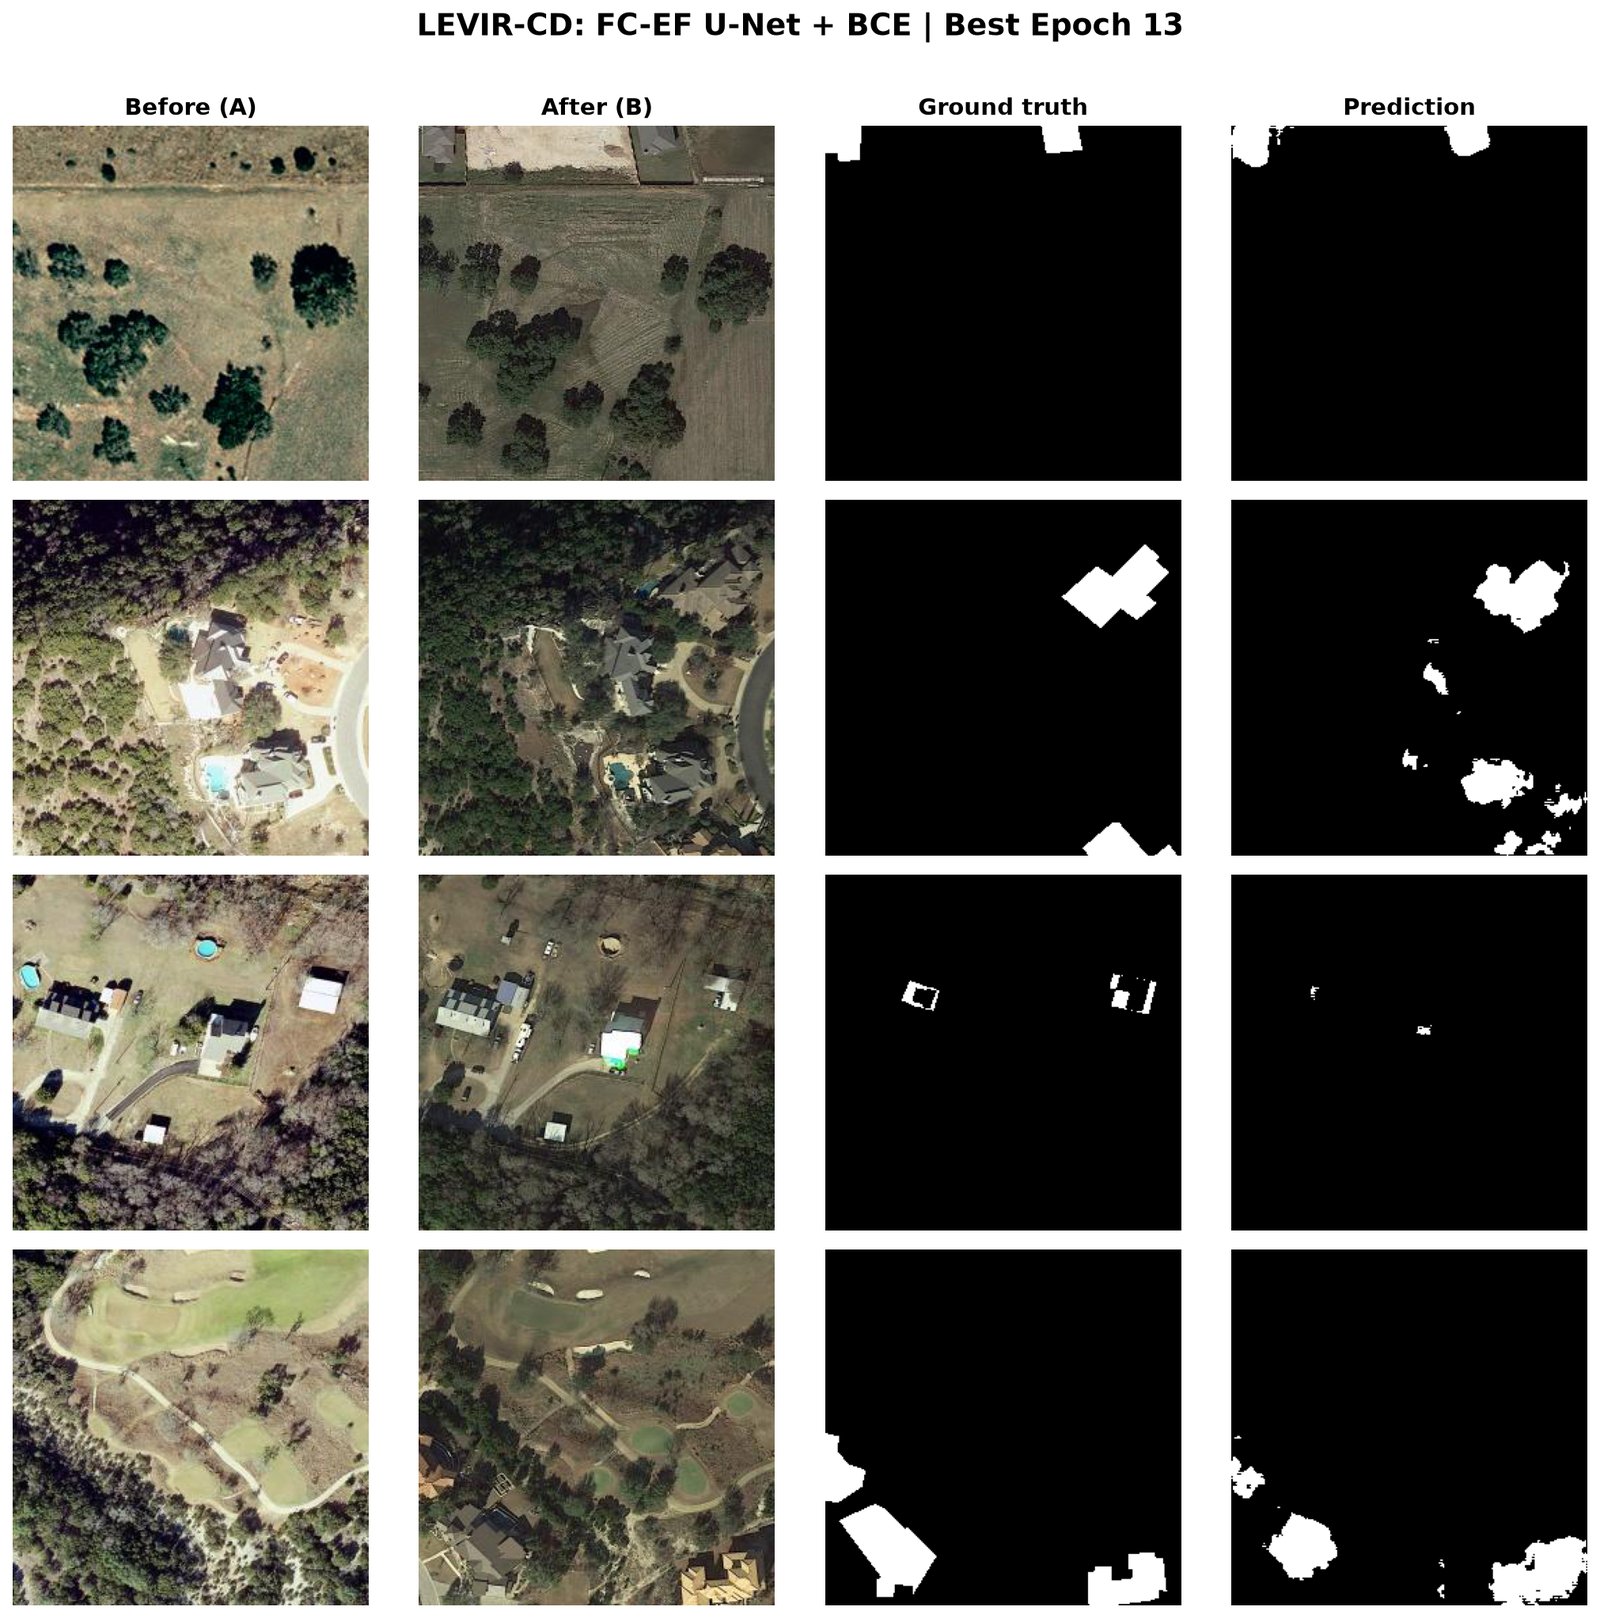 LEVIR-CD: FC-EF U-Net + BCE | Best Epoch 13
Before (A)
After (B)
Ground truth
Prediction